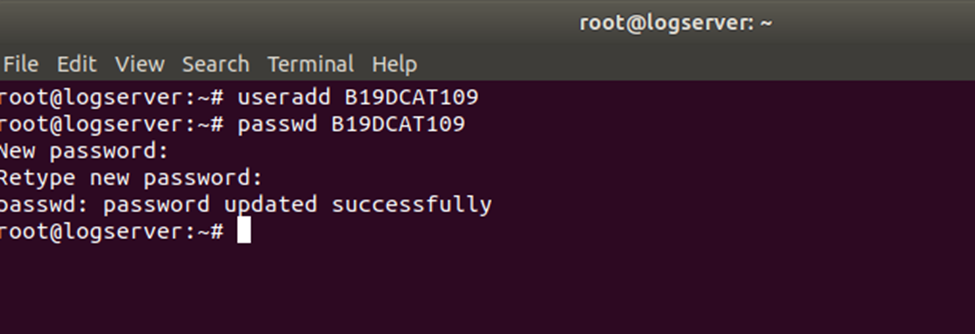 root@logserver: ~
File Edit View Search Terminal Help
root@logserver:~# useradd B19DCAT109
root@logserver:~# passwd B19DCAT109
New password:
Retype new password:
passwd: password updated successfully
root@logserver:~#